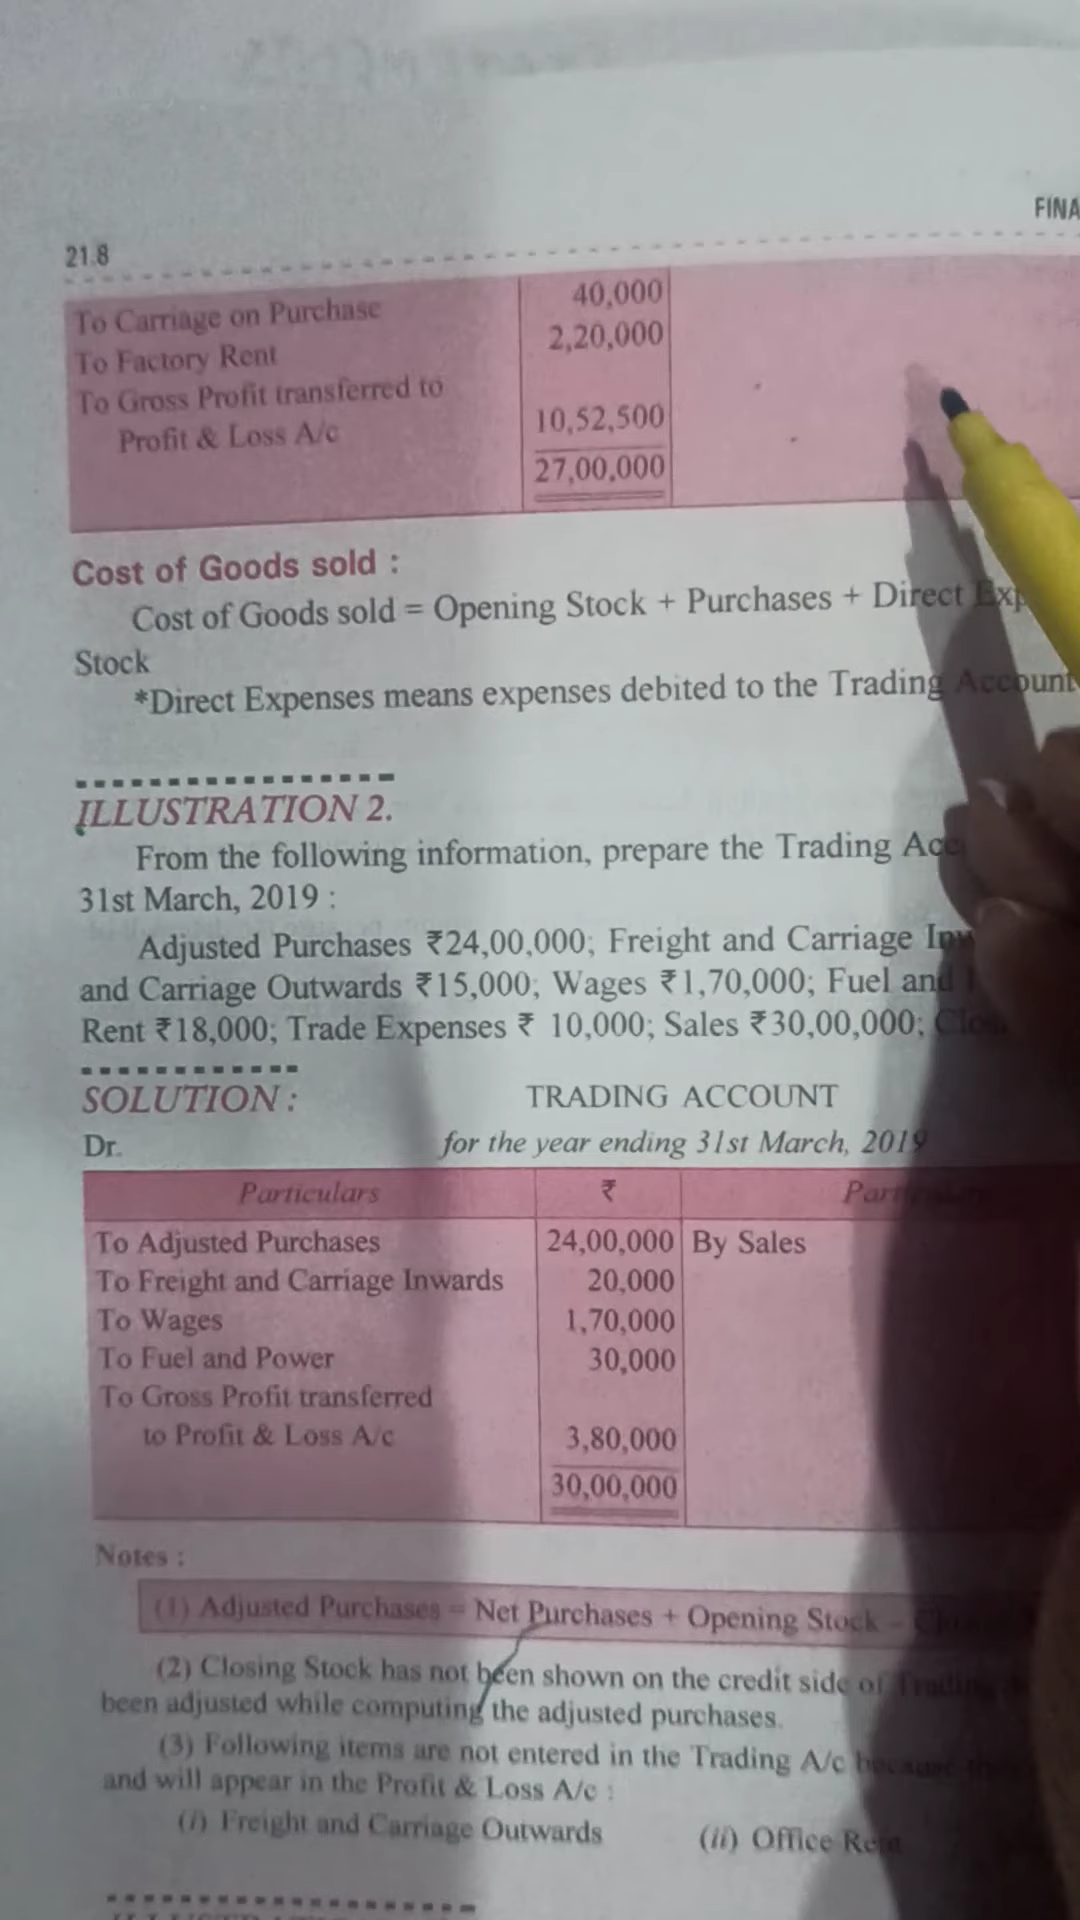 FINA
21.8
To Carriage on Purchase 40,000
To Factory Rent 2,20,000
To Gross Profit transferred to
Profit & Loss A/c 10,52,500
27,00,000
Cost of Goods sold :
Cost of Goods sold = Opening Stock + Purchases + Direct Exp
Stock
*Direct Expenses means expenses debited to the Trading Account
ILLUSTRATION 2.
From the following information, prepare the Trading Acc
31st March, 2019 :
Adjusted Purchases ₹24,00,000; Freight and Carriage Inw
and Carriage Outwards ₹15,000; Wages ₹1,70,000; Fuel and
Rent ₹18,000; Trade Expenses ₹ 10,000; Sales ₹30,00,000; Clos
SOLUTION : TRADING ACCOUNT
Dr. for the year ending 31st March, 2019
Particulars ₹
To Adjusted Purchases 24,00,000 By Sales
To Freight and Carriage Inwards 20,000
To Wages 1,70,000
To Fuel and Power 30,000
To Gross Profit transferred
to Profit & Loss A/c 3,80,000
30,00,000
Notes :
(1) Adjusted Purchases = Net Purchases + Opening Stock –
(2) Closing Stock has not been shown on the credit side of Trading
been adjusted while computing the adjusted purchases.
(3) Following items are not entered in the Trading A/c because
and will appear in the Profit & Loss A/c :
(i) Freight and Carriage Outwards (ii) Office Rent